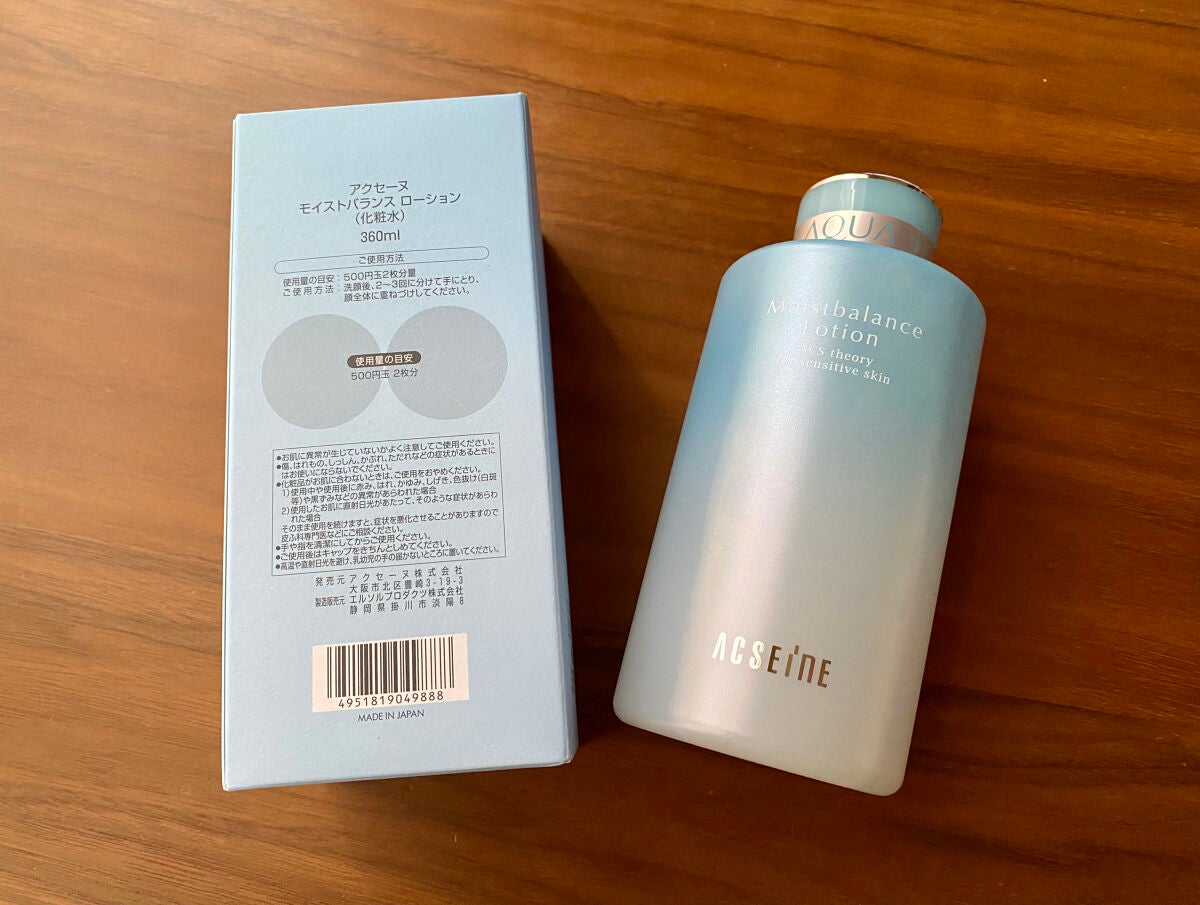 アクセーヌ
モイストバランス ローション
（化粧水）
360ml
ご使用方法
使用量の目安：500円玉2枚分量
ご使用方法：洗顔後、2〜3回に分けて手にとり、
顔全体に重ねづけしてください。
使用量の目安
500円玉 2枚分
●お肌に異常が生じていないかよく注意してご使用ください。
●傷、はれもの、しっしん、かぶれ、ただれなどの症状があるときに
はお使いにならないでください。
●化粧品がお肌に合わないときは、ご使用をおやめください。
1）使用中や使用後に赤み、はれ、かゆみ、しげき、色抜け（白斑
等）や黒ずみなどの異常があらわれた場合
2）使用したお肌に直射日光があたって、そのような症状があらわ
れた場合
そのまま使用を続けますと、症状を悪化させることがありますので
皮ふ科専門医などにご相談ください。
●手や指を清潔にしてからご使用ください。
●ご使用後はキャップをきちんとしめてください。
●高温や直射日光を避け、乳幼児の手の届かないところに置いてください。
発売元 アクセーヌ株式会社
大阪市北区豊崎3-19-3
製造販売元 エルソルプロダクツ株式会社
静岡県掛川市淡陽8
4951819049888
MADE IN JAPAN
AQUA
Moistbalance
Lotion
ACS theory
for sensitive skin
ACSEINE